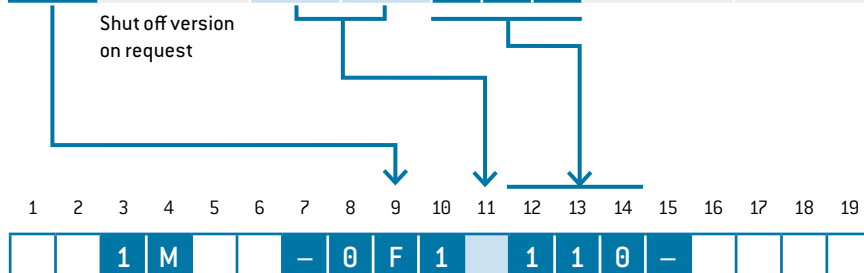 Shut off version
on request
1 2 3 4 5 6 7 8 9 10 11 12 13 14 15 16 17 18 19
1 M – 0 F 1 1 1 0 –